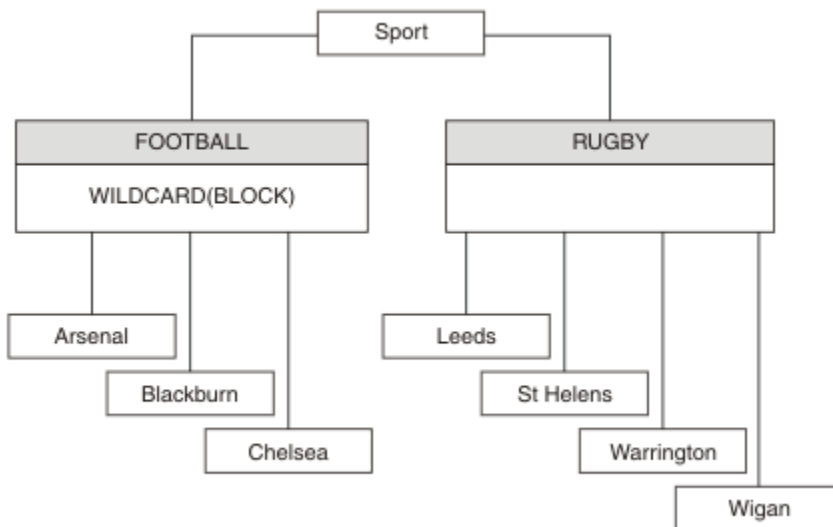 Sport
FOOTBALL
RUGBY
WILDCARD(BLOCK)
Arsenal
Leeds
Blackburn
St Helens
Chelsea
Warrington
Wigan